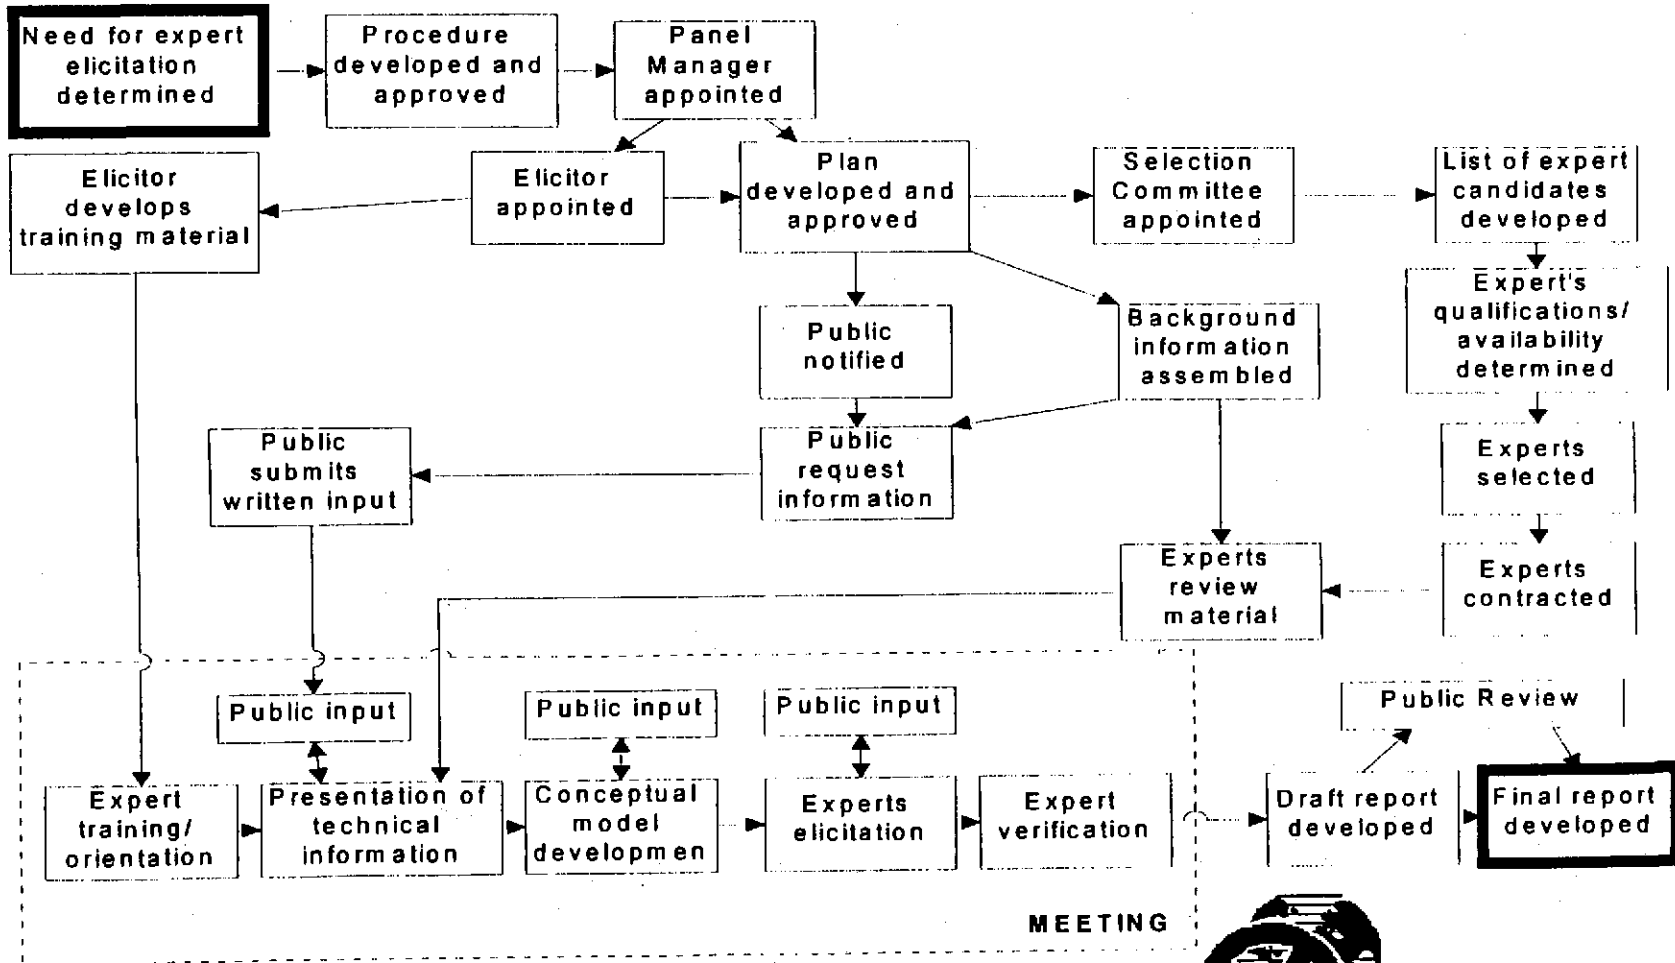 Need for expert
elicitation
determined
Procedure
developed and
approved
Panel
Manager
appointed
Elicitor
develops
training material
Elicitor
appointed
Plan
developed and
approved
Selection
Committee
appointed
List of expert
candidates
developed
Public
notified
Background
information
assembled
Expert's
qualifications/
availability
determined
Public
submits
written input
Public
request
information
Experts
selected
Experts
review
material
Experts
contracted
Public input
Public input
Public input
Public Review
Expert
training/
orientation
Presentation of
technical
information
Conceptual
model
developmen
Experts
elicitation
Expert
verification
Draft report
developed
Final report
developed
MEETING